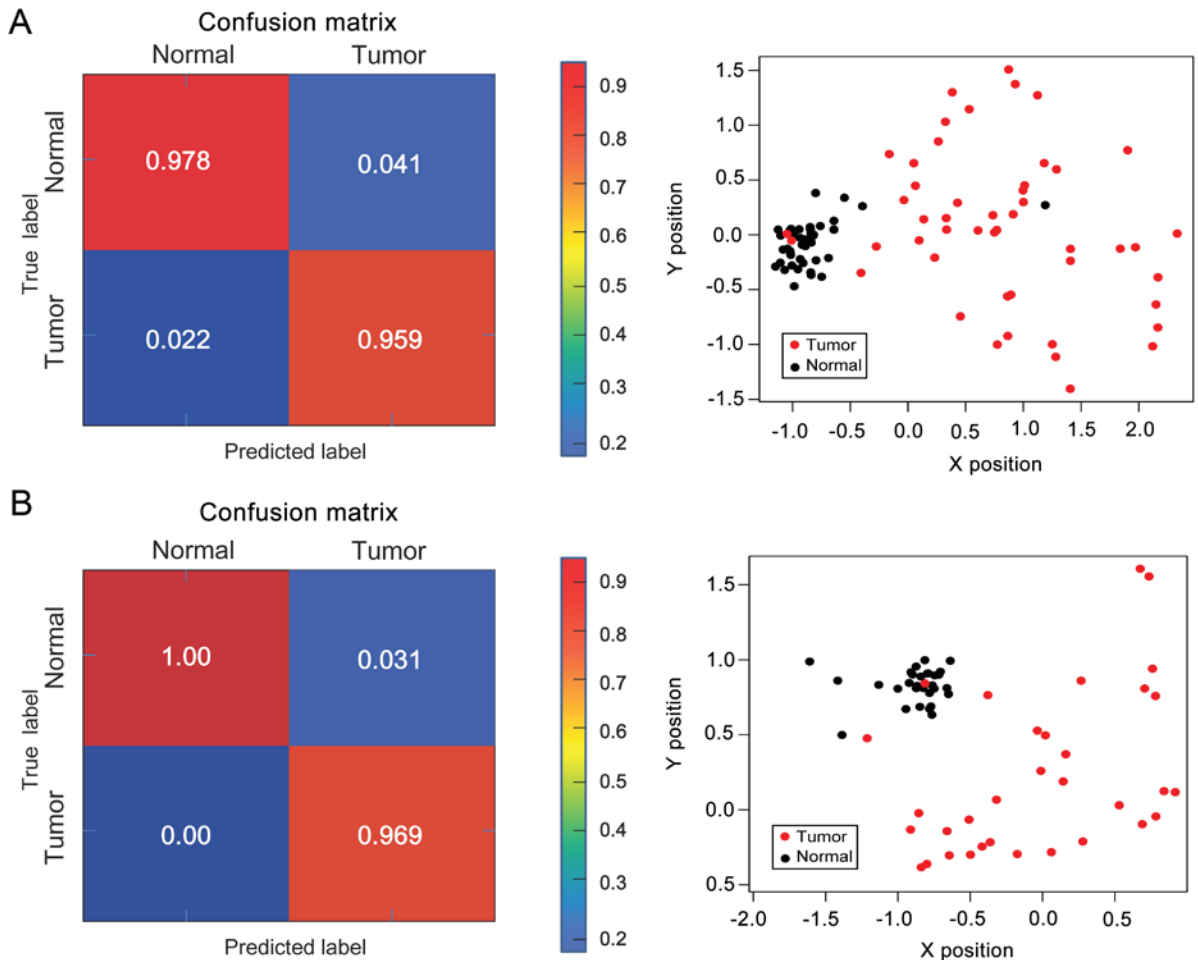 A
Confusion matrix
Normal Tumor
True label
Normal
Tumor
0.978 0.041
0.022 0.959
Predicted label
0.9
0.8
0.7
0.6
0.5
0.4
0.3
0.2
Y position
1.5
1.0
0.5
0.0
-0.5
-1.0
-1.5
Tumor
Normal
-1.0 -0.5 0.0 0.5 1.0 1.5 2.0
X position
B
Confusion matrix
Normal Tumor
True label
Normal
Tumor
1.00 0.031
0.00 0.969
Predicted label
0.9
0.8
0.7
0.6
0.5
0.4
0.3
0.2
Y position
1.5
1.0
0.5
0.0
0.5
Tumor
Normal
-2.0 -1.5 -1.0 -0.5 0.0 0.5
X position